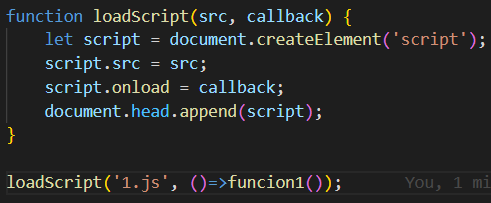 function loadScript(src, callback) {
    let script = document.createElement('script');
    script.src = src;
    script.onload = callback;
    document.head.append(script);
}
loadScript('1.js', ()=>funcion1());     You, 1 mi